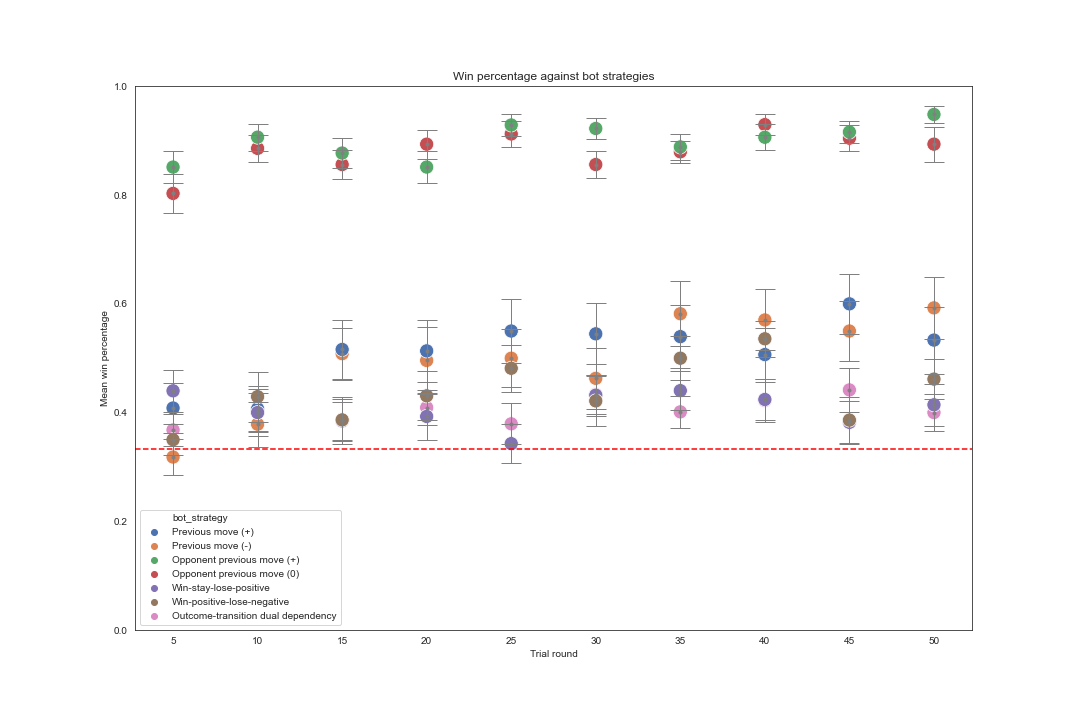 Win percentage against bot strategies
1.0
0.8
0.6
0.4
0.2
0.0
Mean win percentage
bot_strategy
Previous move (+)
Previous move (-)
Opponent previous move (+)
Opponent previous move (0)
Win-stay-lose-positive
Win-positive-lose-negative
Outcome-transition dual dependency
5 10 15 20 25 30 35 40 45 50
Trial round